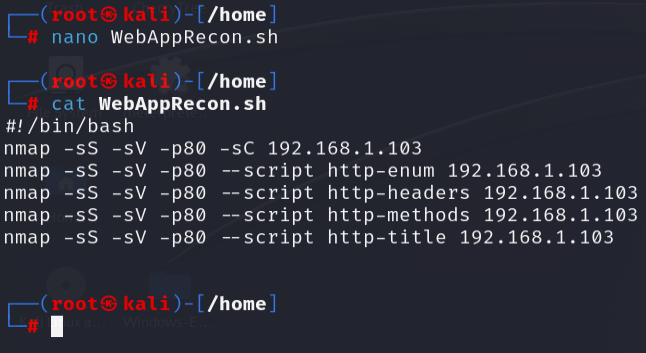 ┌──(root㉿kali)-[/home]
└─# nano WebAppRecon.sh
┌──(root㉿kali)-[/home]
└─# cat WebAppRecon.sh
#!/bin/bash
nmap -sS -sV -p80 -sC 192.168.1.103
nmap -sS -sV -p80 --script http-enum 192.168.1.103
nmap -sS -sV -p80 --script http-headers 192.168.1.103
nmap -sS -sV -p80 --script http-methods 192.168.1.103
nmap -sS -sV -p80 --script http-title 192.168.1.103
┌──(root㉿kali)-[/home]
└─#